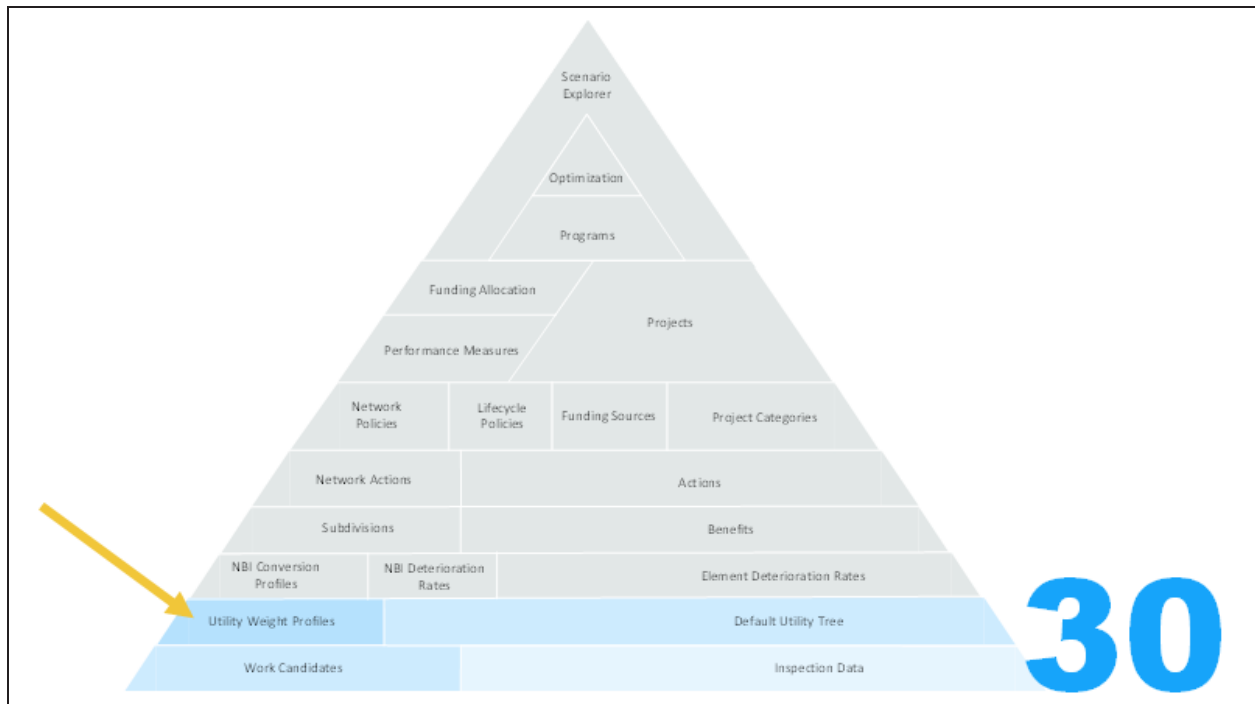 Scenario
Explorer
Optimization
Programs
Funding Allocation
Projects
Performance Measures
Network
Policies
Lifecycle
Policies
Funding Sources
Project Categories
Network Actions
Actions
Subdivisions
Benefits
NBI Conversion
Profiles
NBI Deterioration
Rates
Element Deterioration Rates
Utility Weight Profiles
Default Utility Tree
Work Candidates
Inspection Data
30